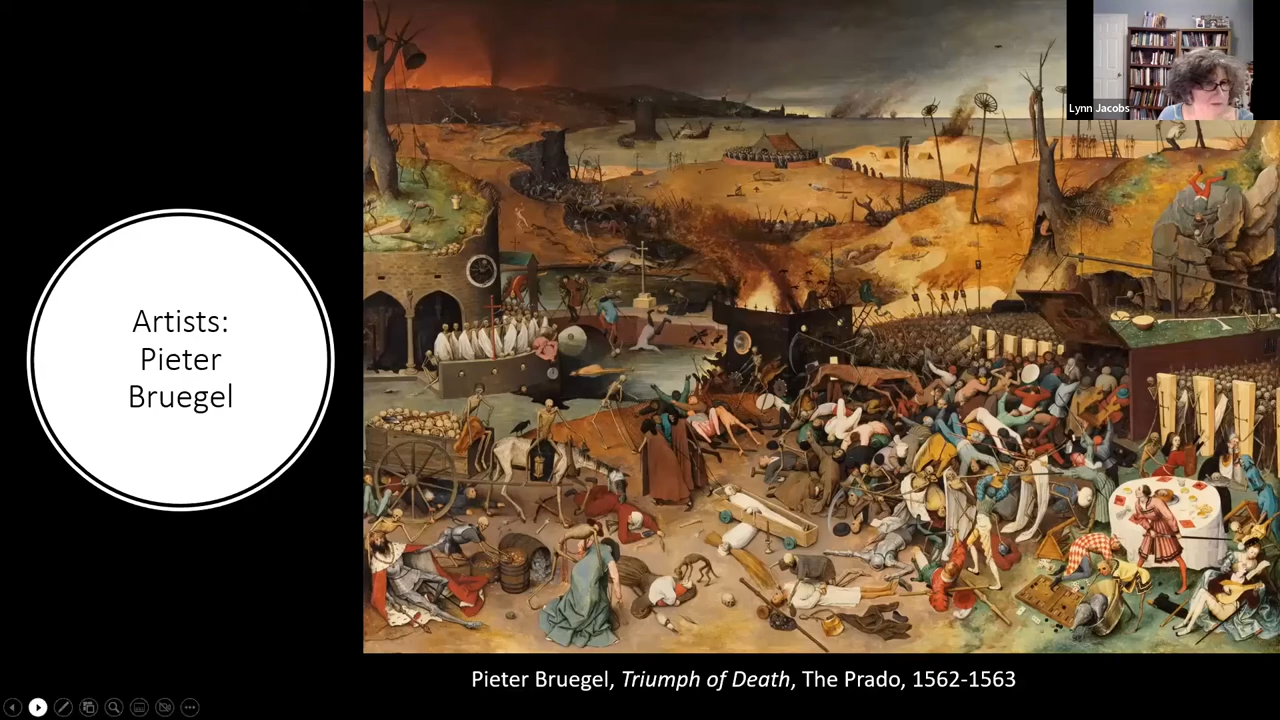 Lynn Jacobs
Artists:
Pieter
Bruegel
Pieter Bruegel, Triumph of Death, The Prado, 1562-1563